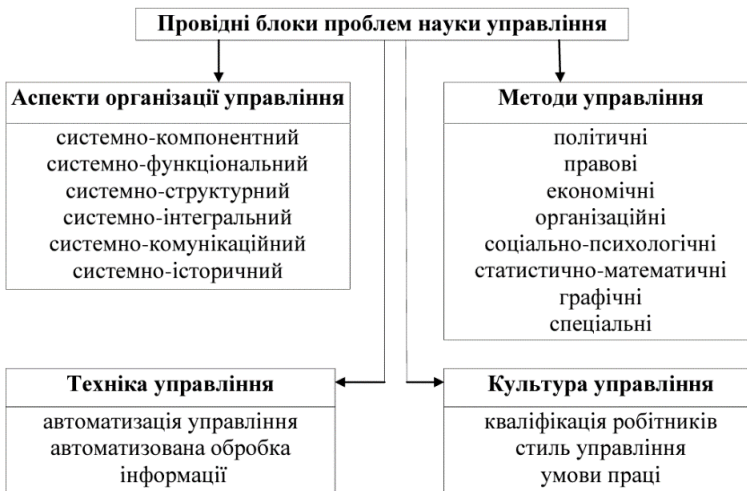 Провідні блоки проблем науки управління
Аспекти організації управління
системно-компонентний
системно-функціональний
системно-структурний
системно-інтегральний
системно-комунікаційний
системно-історичний
Методи управління
політичні
правові
економічні
організаційні
соціально-психологічні
статистично-математичні
графічні
спеціальні
Техніка управління
автоматизація управління
автоматизована обробка
інформації
Культура управління
кваліфікація робітників
стиль управління
умови праці